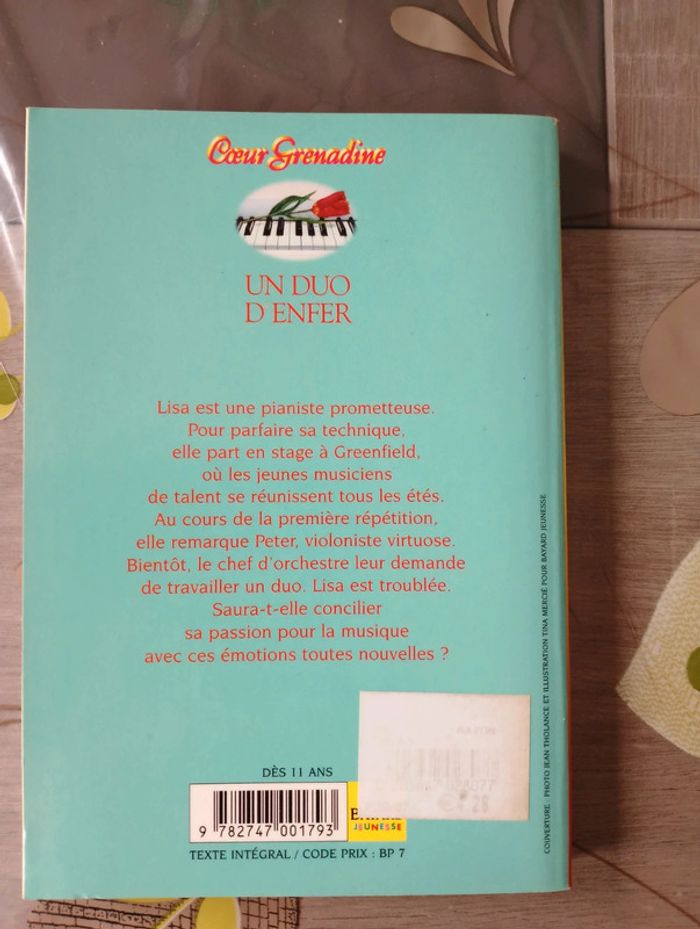 Cœur Grenadine
UN DUO
D'ENFER
Lisa est une pianiste prometteuse.
Pour parfaire sa technique,
elle part en stage à Greenfield,
où les jeunes musiciens
de talent se réunissent tous les étés.
Au cours de la première répétition,
elle remarque Peter, violoniste virtuose.
Bientôt, le chef d'orchestre leur demande
de travailler un duo. Lisa est troublée.
Saura-t-elle concilier
sa passion pour la musique
avec ces émotions toutes nouvelles ?
DÈS 11 ANS
9 782747 001793
JEUNESSE
TEXTE INTÉGRAL / CODE PRIX : BP 7
COUVERTURE : PHOTO JEAN THOLANCE ET ILLUSTRATION TINA MERCIÉ POUR BAYARD JEUNESSE